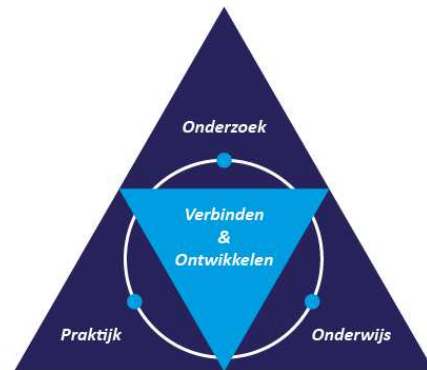 Onderzoek
Verbinden
&
Ontwikkelen
Praktijk
Onderwijs